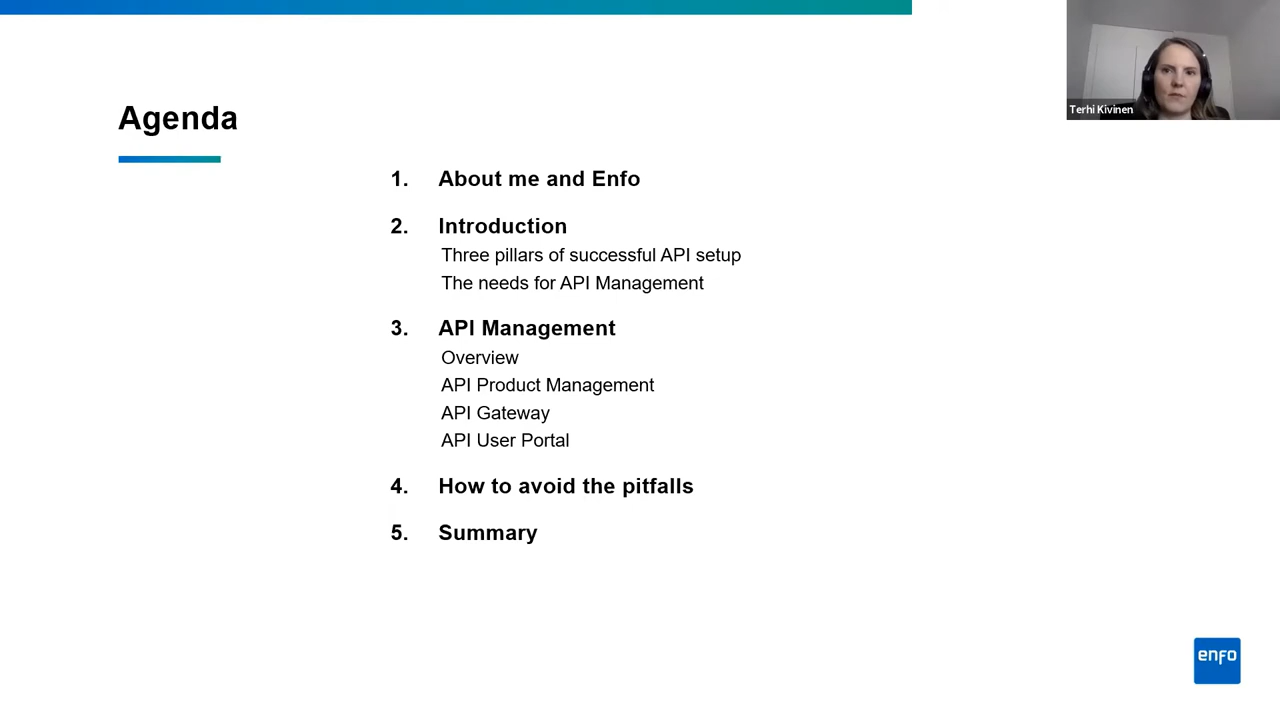 Terhi Kivinen
Agenda
1. About me and Enfo
2. Introduction
Three pillars of successful API setup
The needs for API Management
3. API Management
Overview
API Product Management
API Gateway
API User Portal
4. How to avoid the pitfalls
5. Summary
enfo